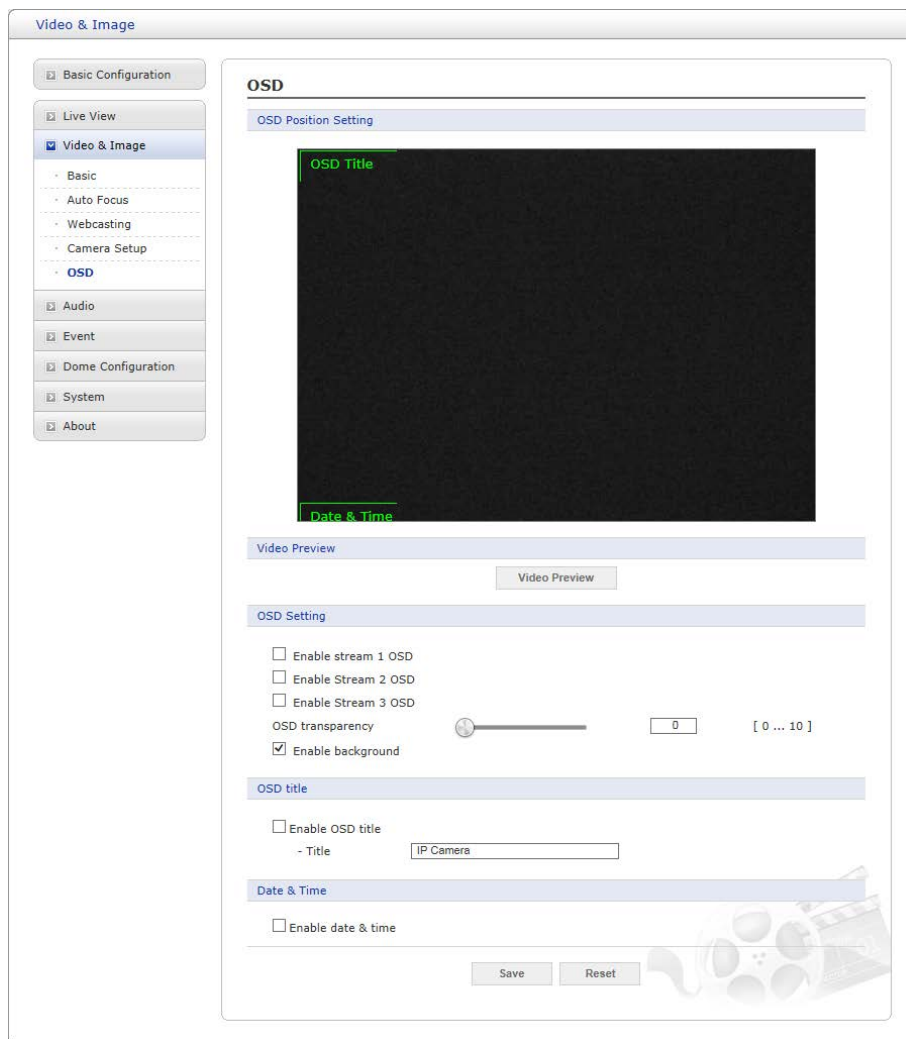 Video & Image
Basic Configuration
Live View
Video & Image
Basic
Auto Focus
Webcasting
Camera Setup
OSD
Audio
Event
Dome Configuration
System
About
OSD
OSD Position Setting
OSD Title
Date & Time
Video Preview
Video Preview
OSD Setting
Enable stream 1 OSD
Enable Stream 2 OSD
Enable Stream 3 OSD
OSD transparency 0 [ 0 ... 10 ]
Enable background
OSD title
Enable OSD title
- Title IP Camera
Date & Time
Enable date & time
Save Reset